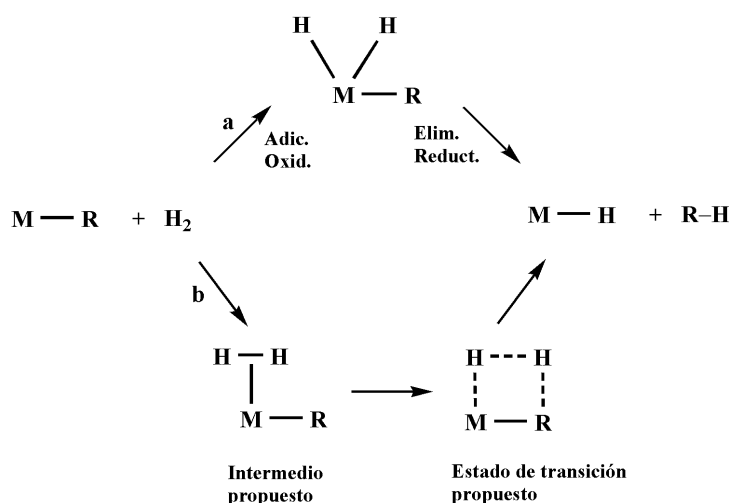 H H
M — R
a
Adic.
Oxid.
Elim.
Reduct.
M — R + H₂
M — H + R–H
b
H — H
M — R
H --- H
M — R
Intermedio
propuesto
Estado de transición
propuesto